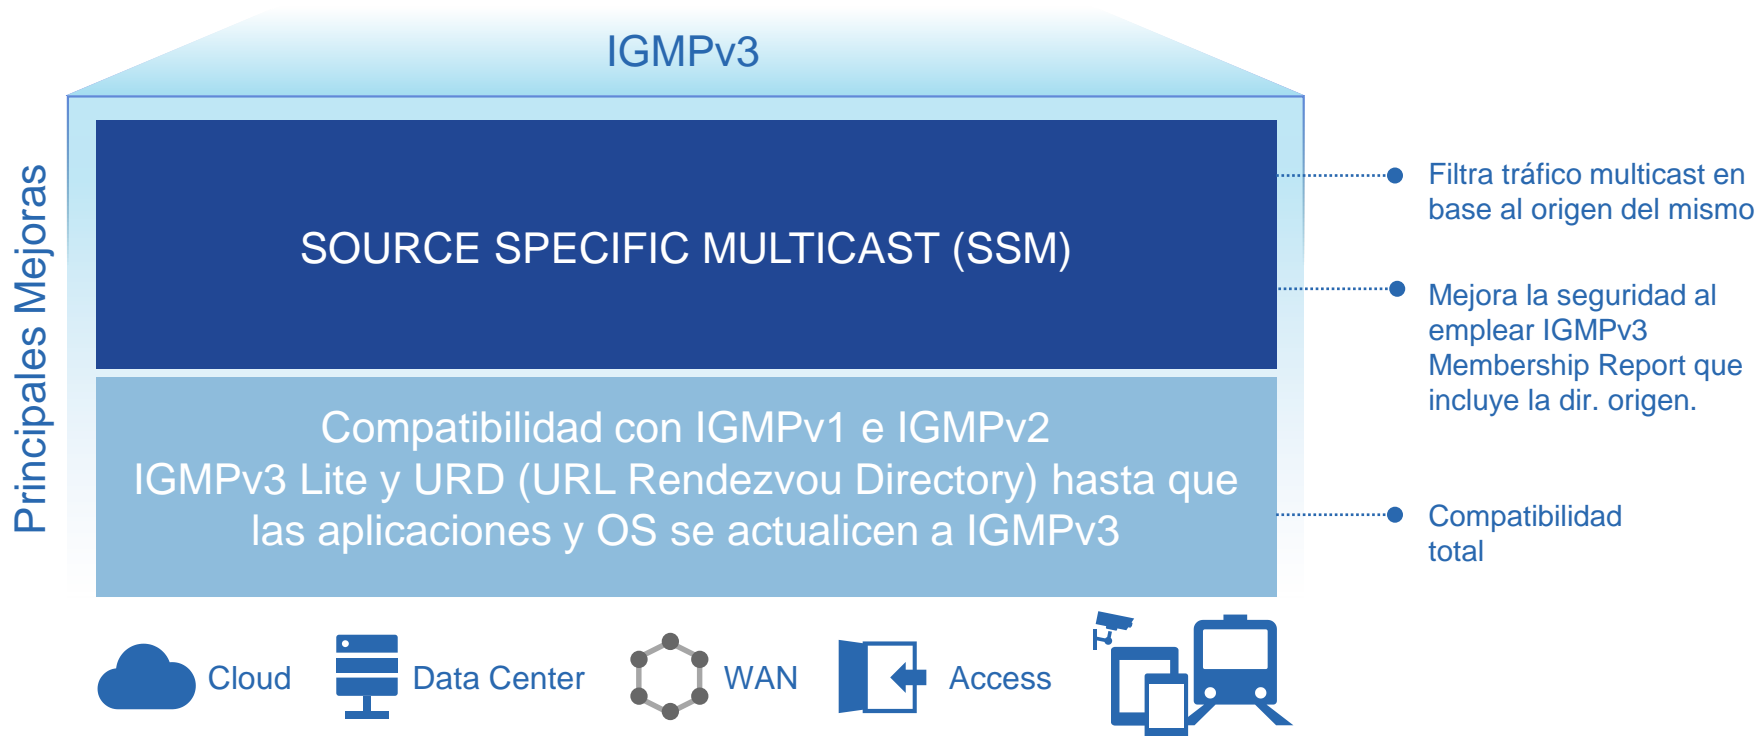 IGMPv3
Principales Mejoras
SOURCE SPECIFIC MULTICAST (SSM)
Filtra tráfico multicast en
base al origen del mismo
Mejora la seguridad al
emplear IGMPv3
Membership Report que
incluye la dir. origen.
Compatibilidad con IGMPv1 e IGMPv2
IGMPv3 Lite y URD (URL Rendezvou Directory) hasta que
las aplicaciones y OS se actualicen a IGMPv3
Compatibilidad
total
Cloud
Data Center
WAN
Access